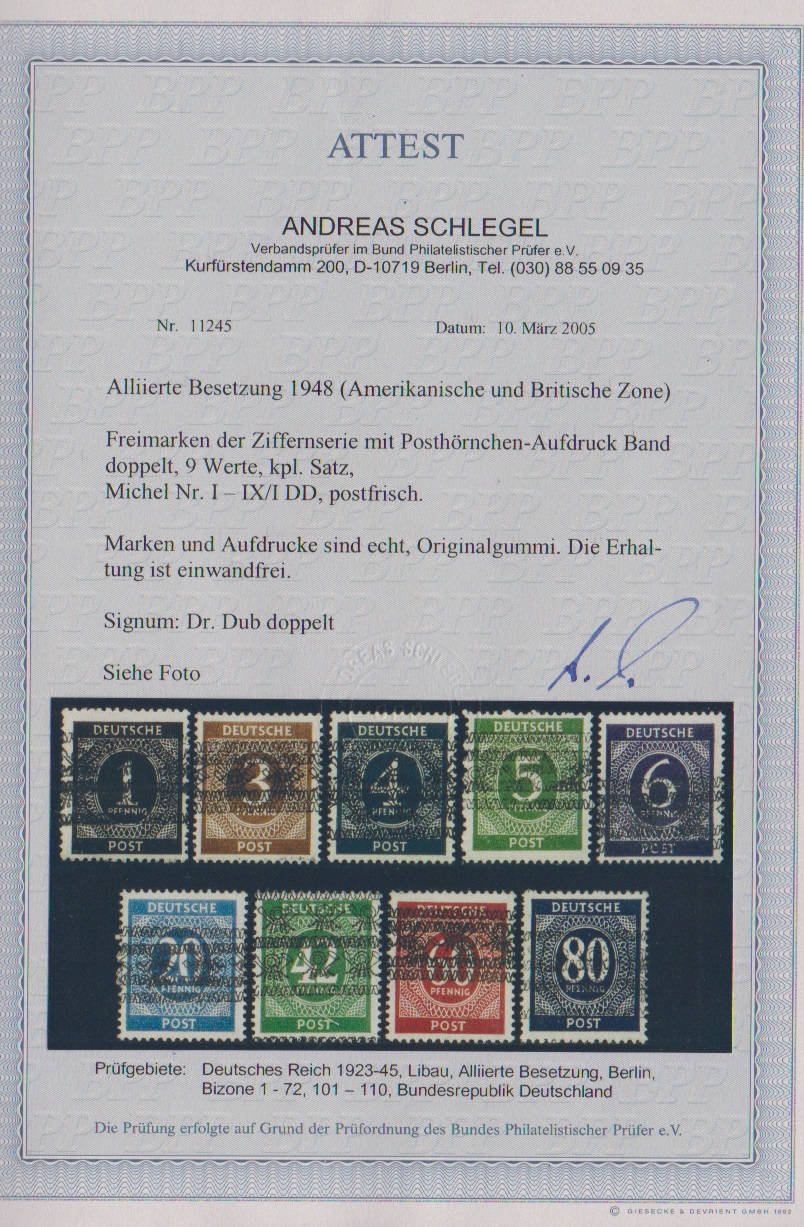 ATTEST
ANDREAS SCHLEGEL
Verbandsprüfer im Bund Philatelistischer Prüfer e.V.
Kurfürstendamm 200, D-10719 Berlin, Tel. (030) 88 55 09 35
Nr. 11245 Datum: 10. März 2005
Alliierte Besetzung 1948 (Amerikanische und Britische Zone)
Freimarken der Ziffernserie mit Posthörnchen-Aufdruck Band
doppelt, 9 Werte, kpl. Satz,
Michel Nr. I – IX/I DD, postfrisch.
Marken und Aufdrucke sind echt, Originalgummi. Die Erhal-
tung ist einwandfrei.
Signum: Dr. Dub doppelt
Siehe Foto
DEUTSCHE DEUTSCHE DEUTSCHE DEUTSCHE DEUTSCHE
1 3 4 5 6
PFENNIG PFENNIG PFENNIG PFENNIG PFENNIG
POST POST POST POST POST
DEUTSCHE DEUTSCHE DEUTSCHE DEUTSCHE
20 42 60 80
PFENNIG PFENNIG PFENNIG PFENNIG
POST POST POST POST
Prüfgebiete: Deutsches Reich 1923-45, Libau, Alliierte Besetzung, Berlin,
Bizone 1 - 72, 101 – 110, Bundesrepublik Deutschland
Die Prüfung erfolgte auf Grund der Prüfordnung des Bundes Philatelistischer Prüfer e.V.
© GIESECKE & DEVRIENT GMBH 1992